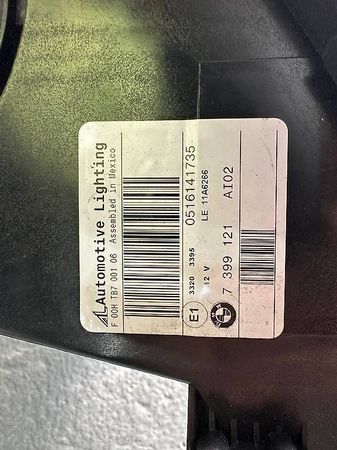 Automotive Lighting
F 00H TB7 001 06 Assembled in Mexico
0516141735
LE 11A6266
E1
3320 3395
12 V
7 399 121 AI02